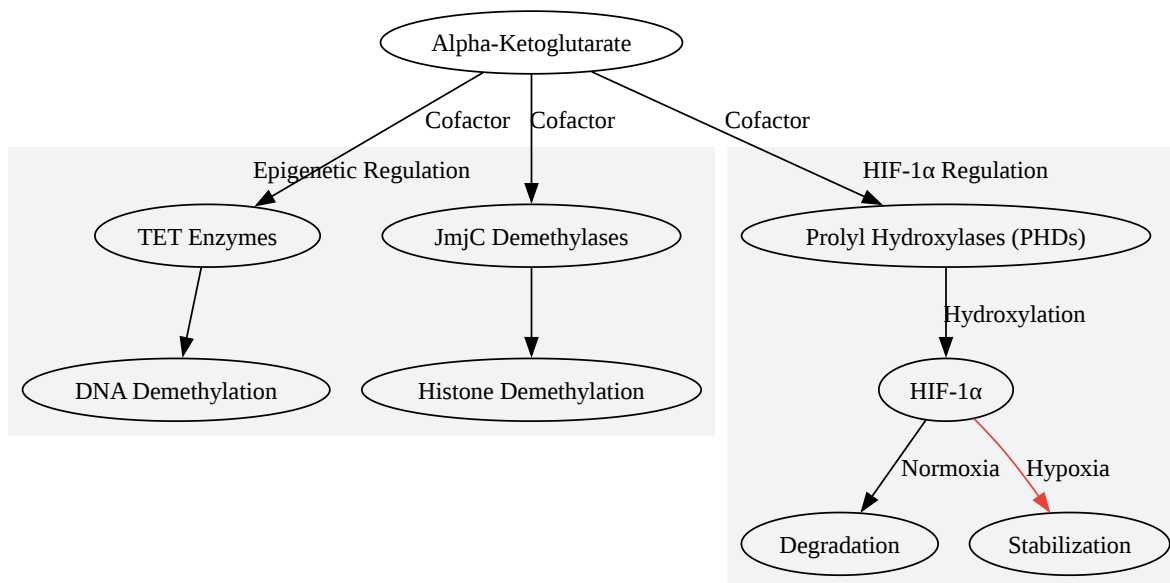 Alpha-Ketoglutarate
Cofactor
Cofactor
Cofactor
Epigenetic Regulation
HIF-1α Regulation
TET Enzymes
JmjC Demethylases
Prolyl Hydroxylases (PHDs)
Hydroxylation
DNA Demethylation
Histone Demethylation
HIF-1α
Normoxia
Hypoxia
Degradation
Stabilization